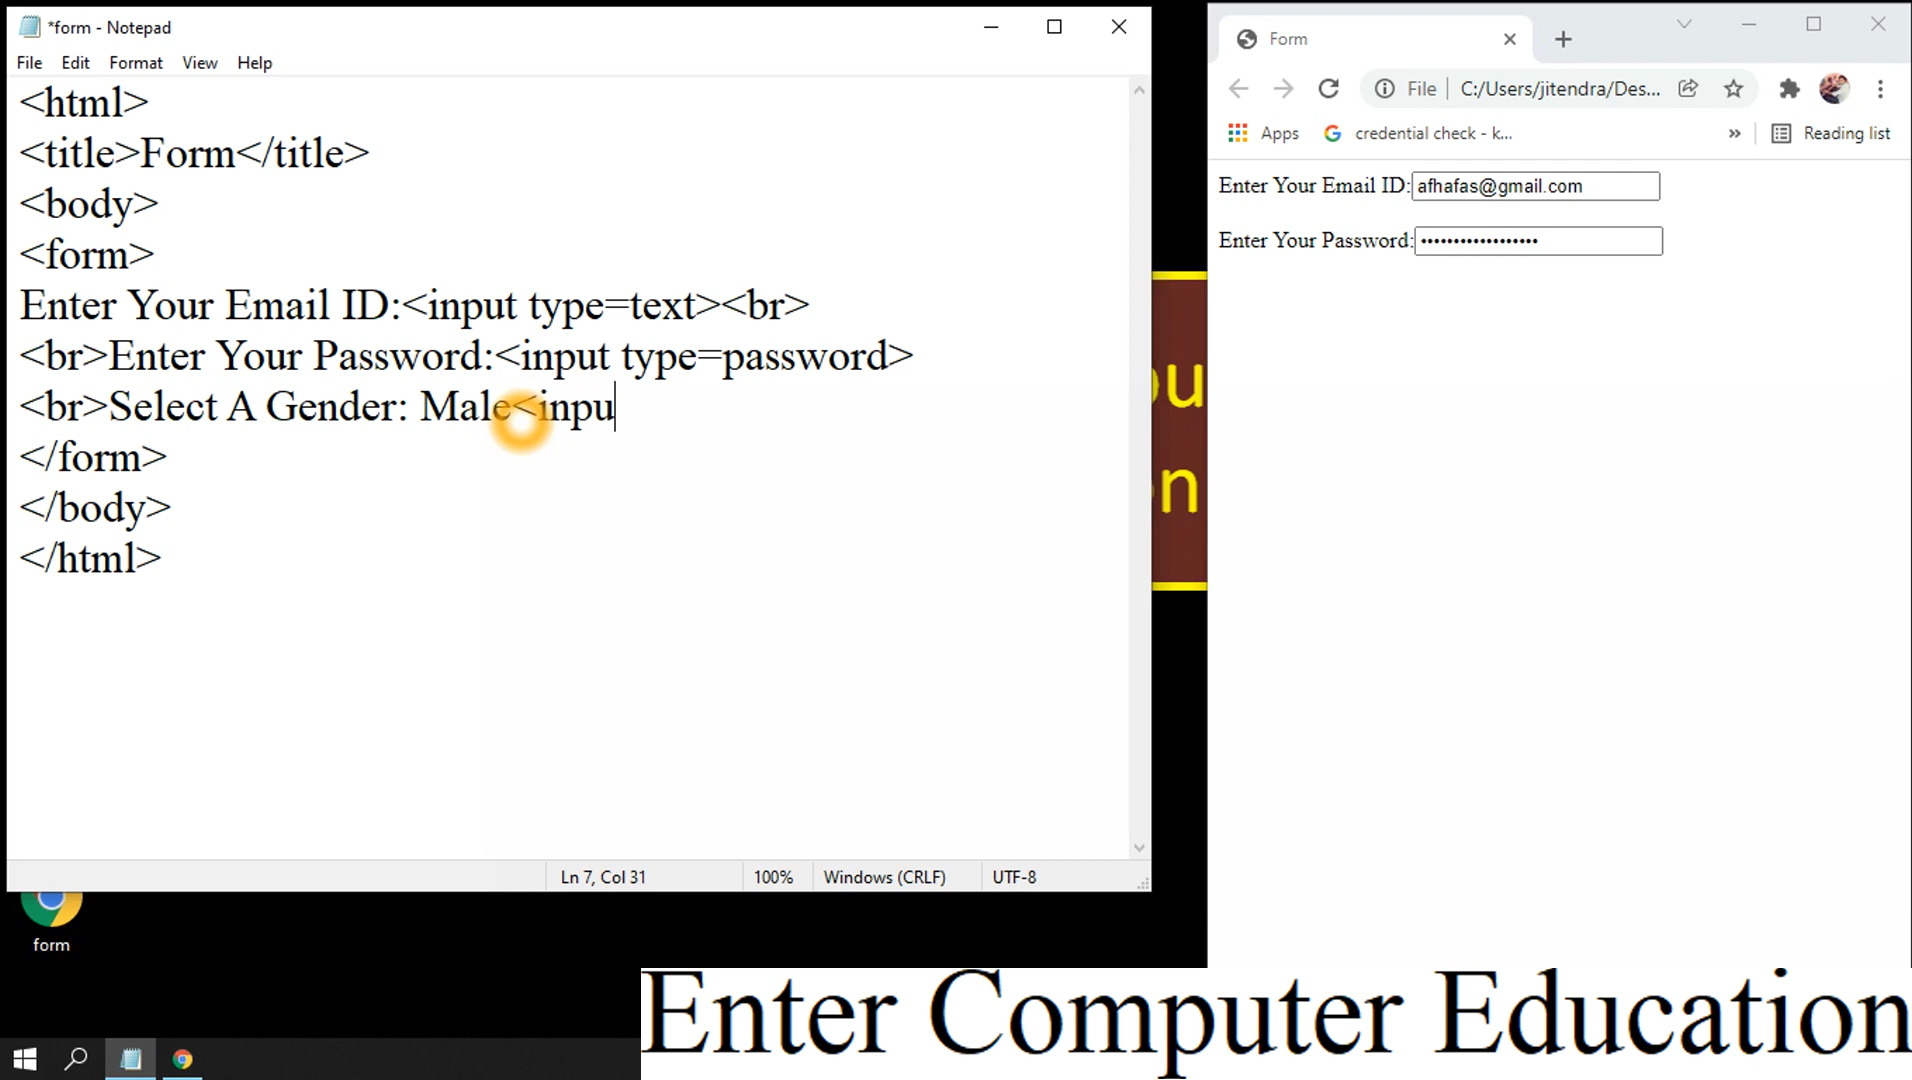 *form - Notepad
File Edit Format View Help
<html>
<title>Form</title>
<body>
<form>
Enter Your Email ID:<input type=text><br>
<br>Enter Your Password:<input type=password>
<br>Select A Gender: Male<inpu
</form>
</body>
</html>
Ln 7, Col 31 100% Windows (CRLF) UTF-8
Form
File C:/Users/jitendra/Des...
Apps credential check - k... » Reading list
Enter Your Email ID: afhafas@gmail.com
Enter Your Password: ••••••••••••••••••
form
Enter Computer Education